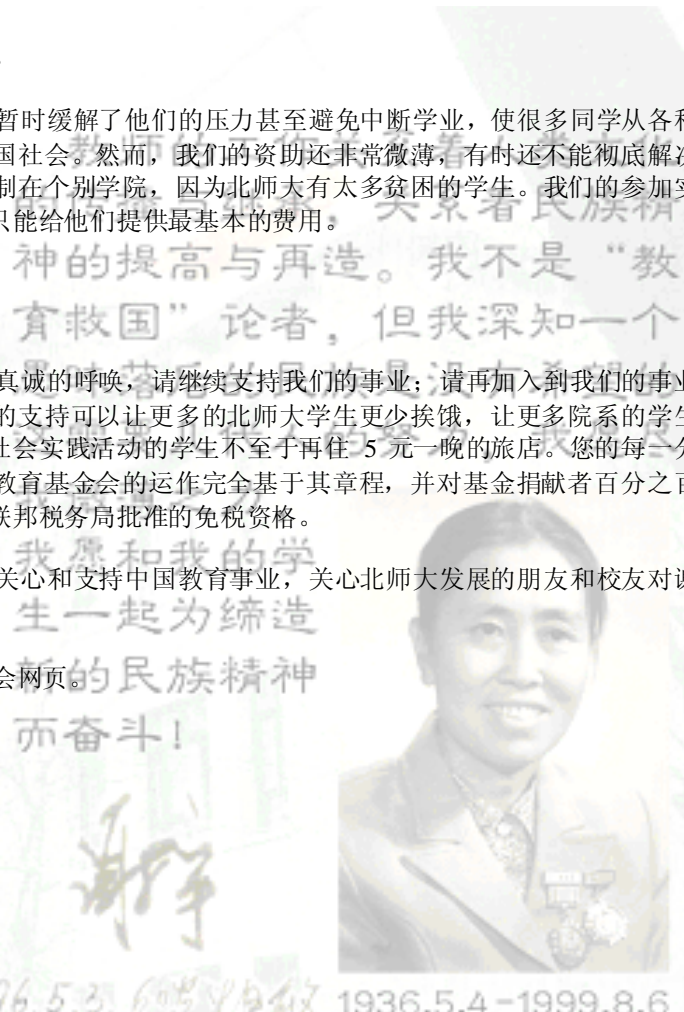 暂时缓解了他们的压力甚至避免中断学业，使很多同学从各种
国社会。然而，我们的资助还非常微薄，有时还不能彻底解决
制在个别学院，因为北师大有太多贫困的学生。我们的参加实
只能给他们提供最基本的费用。
神的提高与再造。我不是“教
育救国”论者，但我深知一个
真诚的呼唤，请继续支持我们的事业；请再加入到我们的事业
的支持可以让更多的北师大学生更少挨饿，让更多院系的学生
社会实践活动的学生不至于再住 5 元一晚的旅店。您的每一分
教育基金会的运作完全基于其章程，并对基金捐献者百分之百
联邦税务局批准的免税资格。
我愿和我的学
关心和支持中国教育事业，关心北师大发展的朋友和校友对谢
生一起为缔造
会网页。
新的民族精神
而奋斗！
1936.5.4-1999.8.6